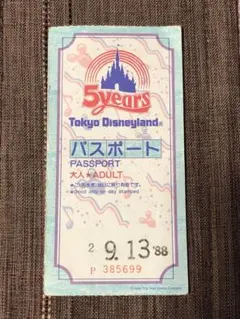 5years
Tokyo Disneyland®
パスポート
PASSPORT
大人★ADULT
★Good only on day stamped
2 9.13 '88
P 385699